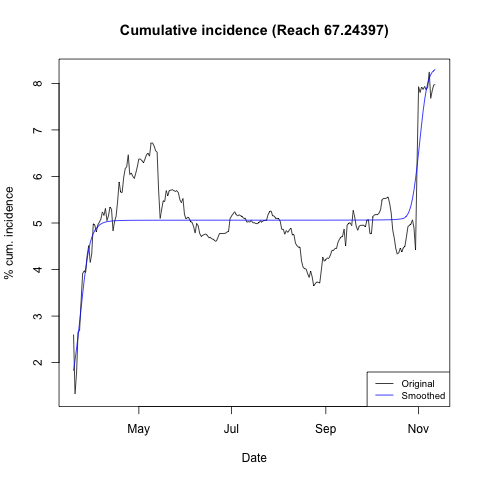 Cumulative incidence (Reach 67.24397)
% cum. incidence
8
7
6
5
4
3
2
May
Jul
Sep
Nov
Date
Original
Smoothed